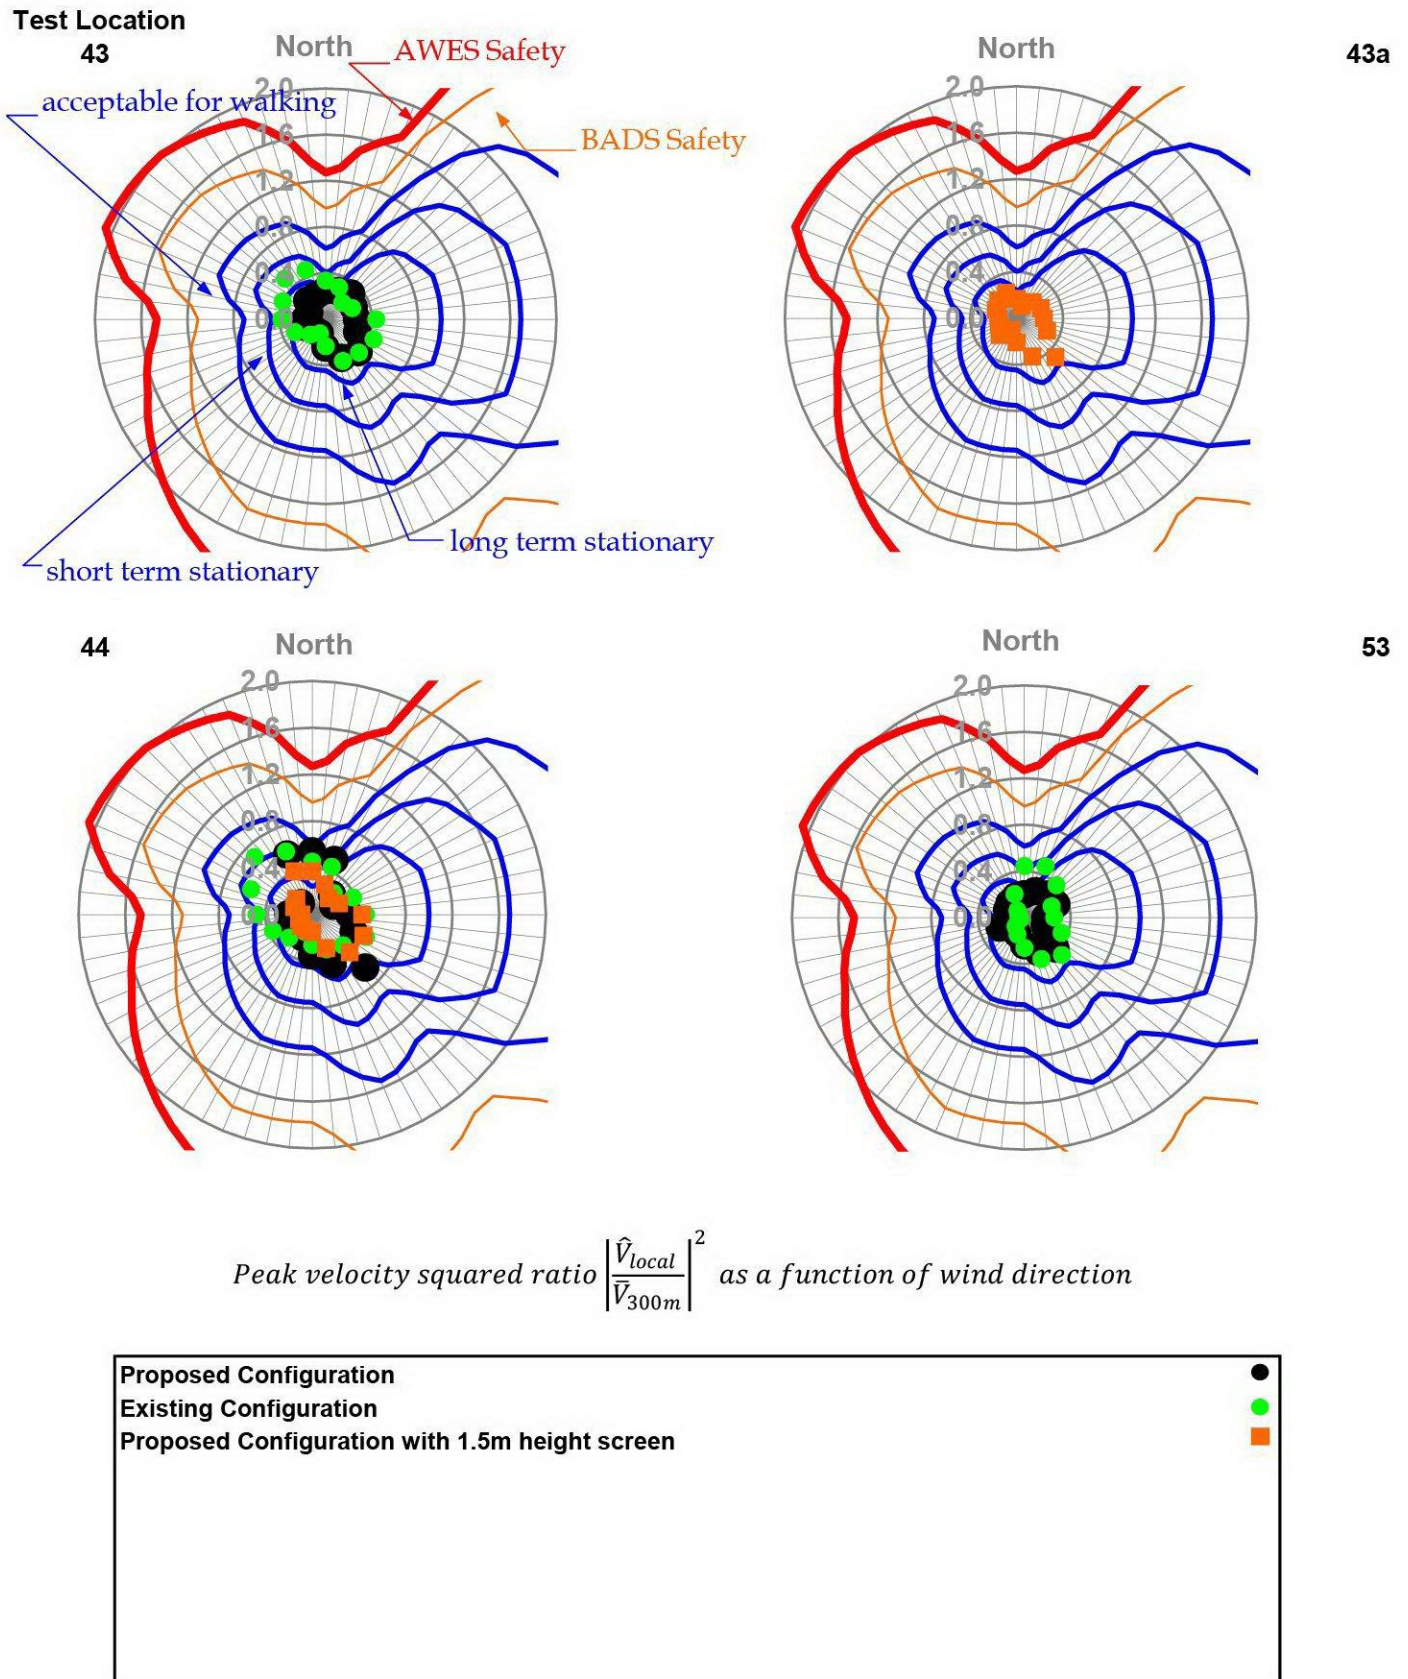 Test Location
43
North
AWES Safety
43a
North
2.0
acceptable for walking
2.0
1.6
BADS Safety
1.6
1.2
1.2
0.8
0.8
0.4
0.4
0.0
0.0
long term stationary
short term stationary
44
North
53
North
2.0
2.0
1.6
1.6
1.2
1.2
0.8
0.8
0.4
0.4
0.0
0.0
Peak velocity squared ratio |V̂local / V̄300m|² as a function of wind direction
Proposed Configuration
Existing Configuration
Proposed Configuration with 1.5m height screen